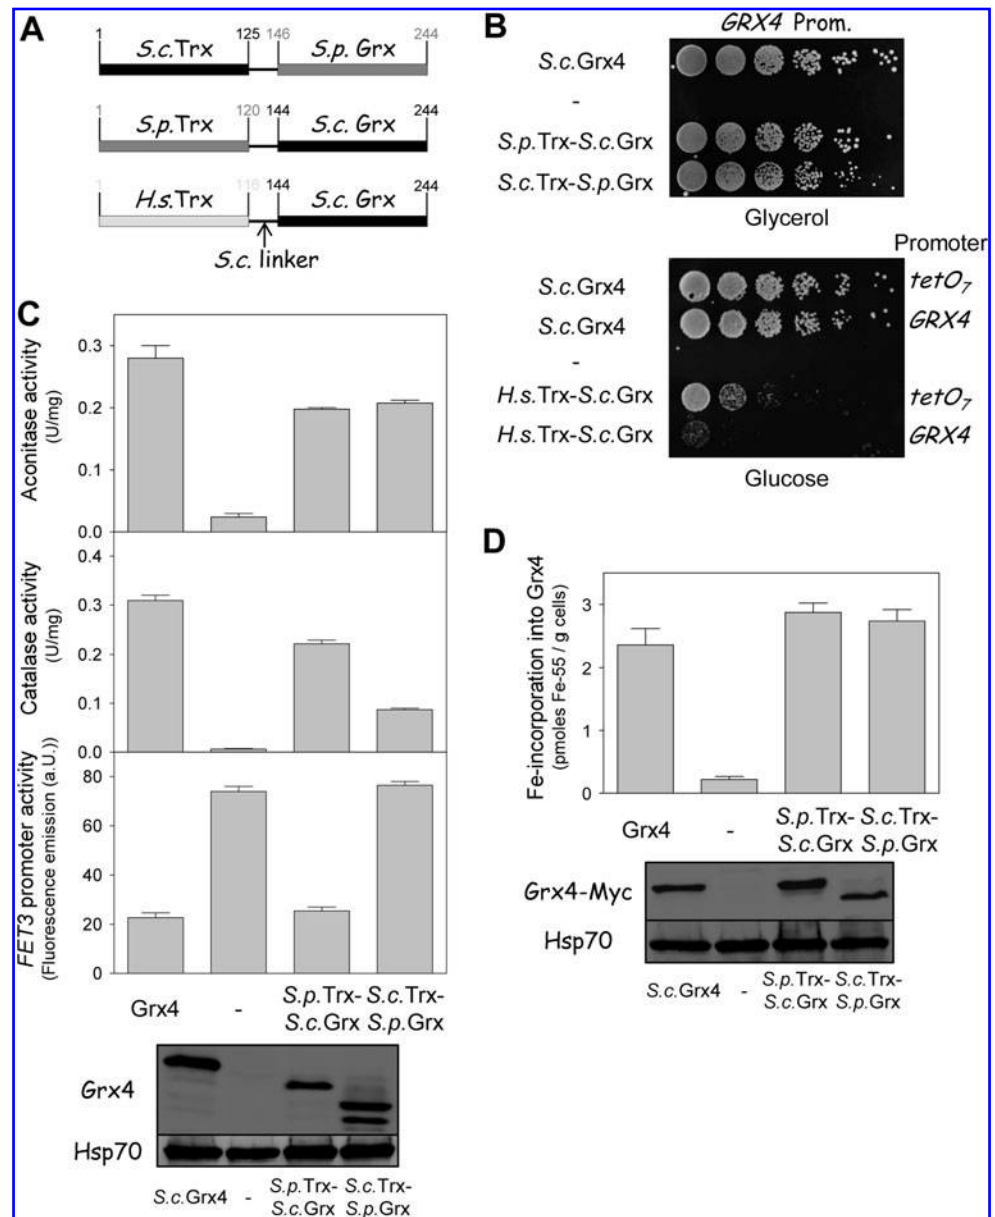 A
1 125 146 244
S.c.Trx S.p. Grx
1 120 144 244
S.p.Trx S.c. Grx
1 116 144 244
H.s.Trx S.c. Grx
S.c. linker
B
GRX4 Prom.
S.c.Grx4
-
S.p.Trx-S.c.Grx
S.c.Trx-S.p.Grx
Glycerol
Promoter
S.c.Grx4 tetO7
S.c.Grx4 GRX4
-
H.s.Trx-S.c.Grx tetO7
H.s.Trx-S.c.Grx GRX4
Glucose
C
Aconitase activity
(U/mg)
0.3
0.2
0.1
0.0
Catalase activity
(U/mg)
0.4
0.3
0.2
0.1
0.0
FET3 promoter activity
(Fluorescence emission (a.U.))
80
60
40
20
0
Grx4 - S.p.Trx- S.c.Trx-
S.c.Grx S.p.Grx
Grx4
Hsp70
S.c.Grx4 - S.p.Trx- S.c.Trx-
S.c.Grx S.p.Grx
D
Fe-incorporation into Grx4
(pmoles Fe-55 / g cells)
3
2
1
0
Grx4 - S.p.Trx- S.c.Trx-
S.c.Grx S.p.Grx
Grx4-Myc
Hsp70
S.c.Grx4 - S.p.Trx- S.c.Trx-
S.c.Grx S.p.Grx